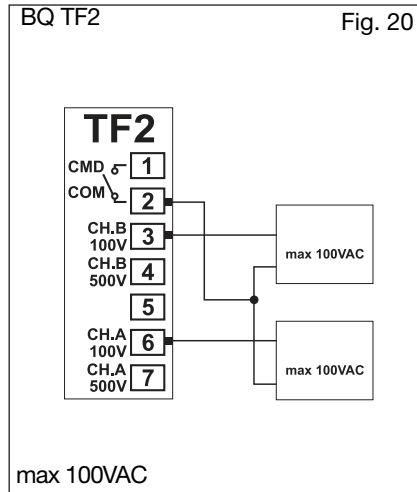 BQ TF2 Fig. 20
TF2
CMD 1
COM 2
CH.B
100V 3
CH.B
500V 4
5
CH.A
100V 6
CH.A
500V 7
max 100VAC
max 100VAC
max 100VAC